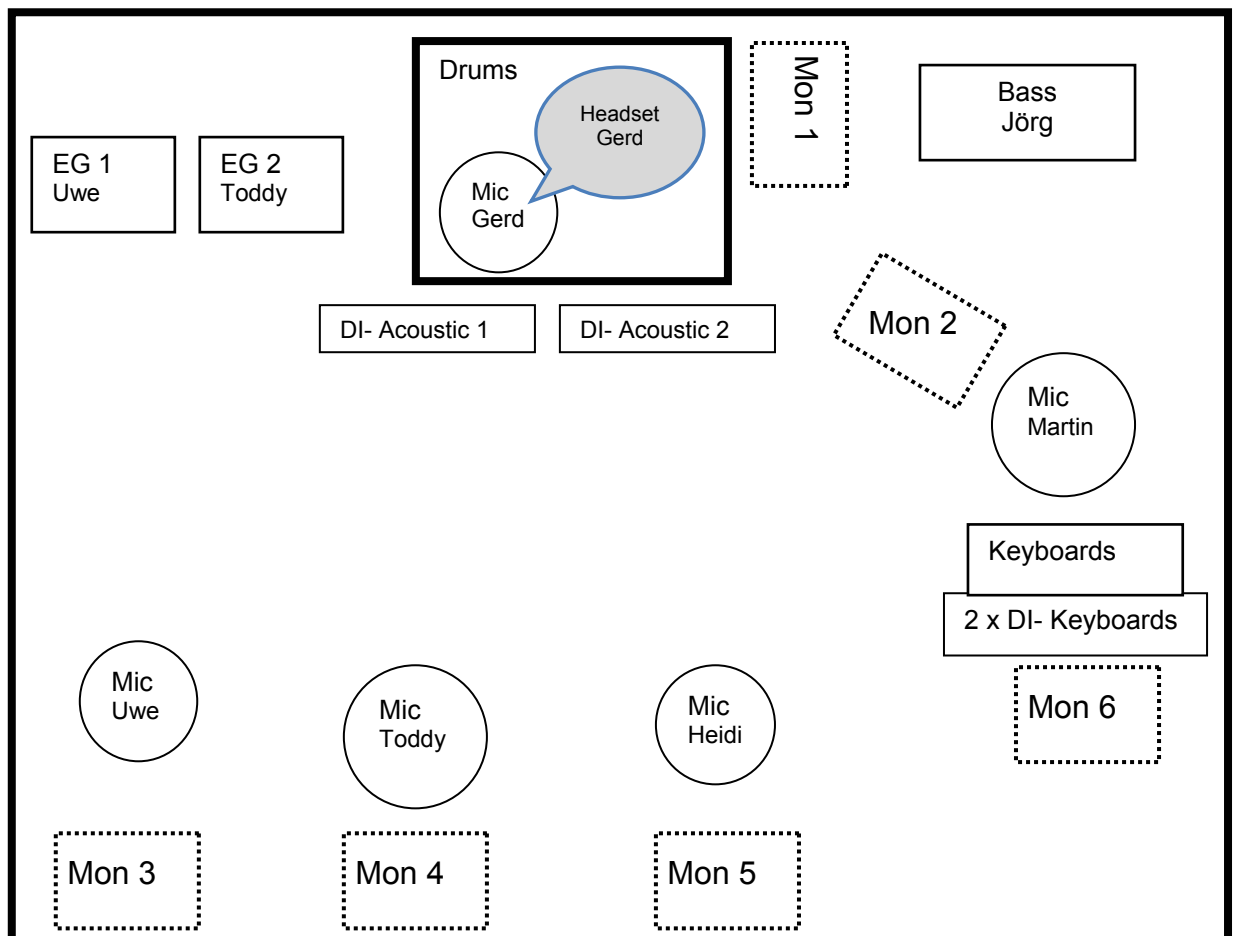 Drums
Headset
Gerd
Mic
Gerd
Mon 1
Bass
Jörg
EG 1
Uwe
EG 2
Toddy
DI- Acoustic 1
DI- Acoustic 2
Mon 2
Mic
Martin
Keyboards
2 x DI- Keyboards
Mic
Uwe
Mic
Toddy
Mic
Heidi
Mon 6
Mon 3
Mon 4
Mon 5